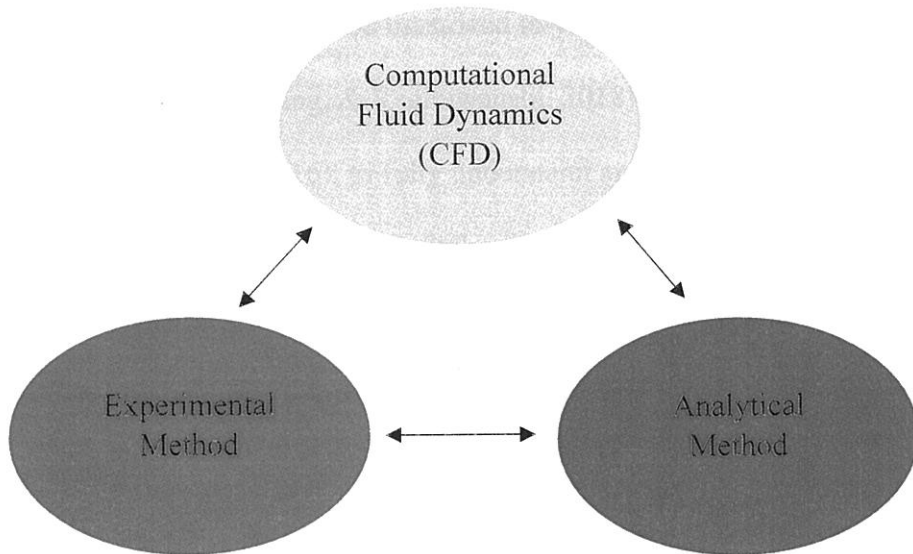 Computational
Fluid Dynamics
(CFD)
Experimental
Method
Analytical
Method